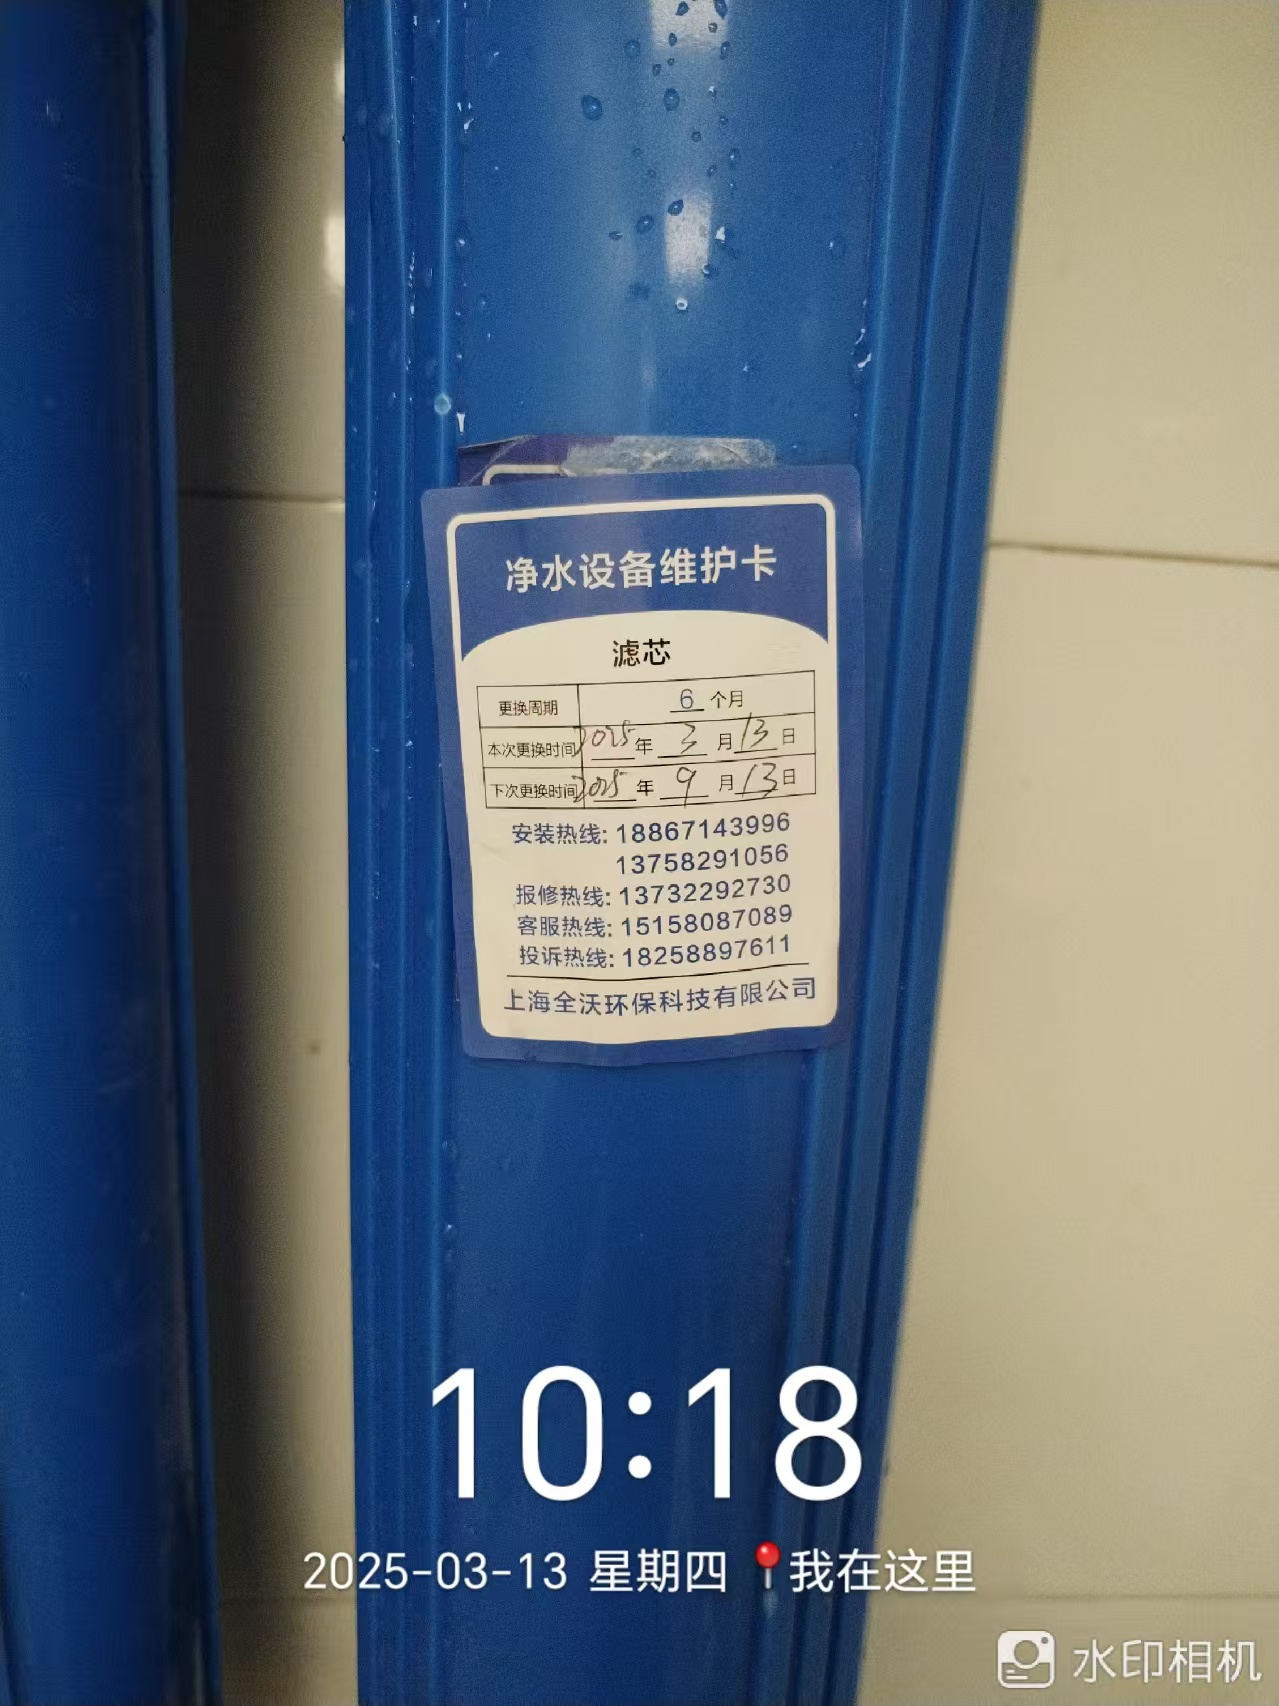 净水设备维护卡
滤芯
更换周期 6 个月
本次更换时间 2025 年 3 月 13 日
下次更换时间 2025 年 9 月 13 日
安装热线: 18867143996
13758291056
报修热线: 13732292730
客服热线: 15158087089
投诉热线: 18258897611
上海全沃环保科技有限公司
10:18
2025-03-13 星期四 📍我在这里
水印相机